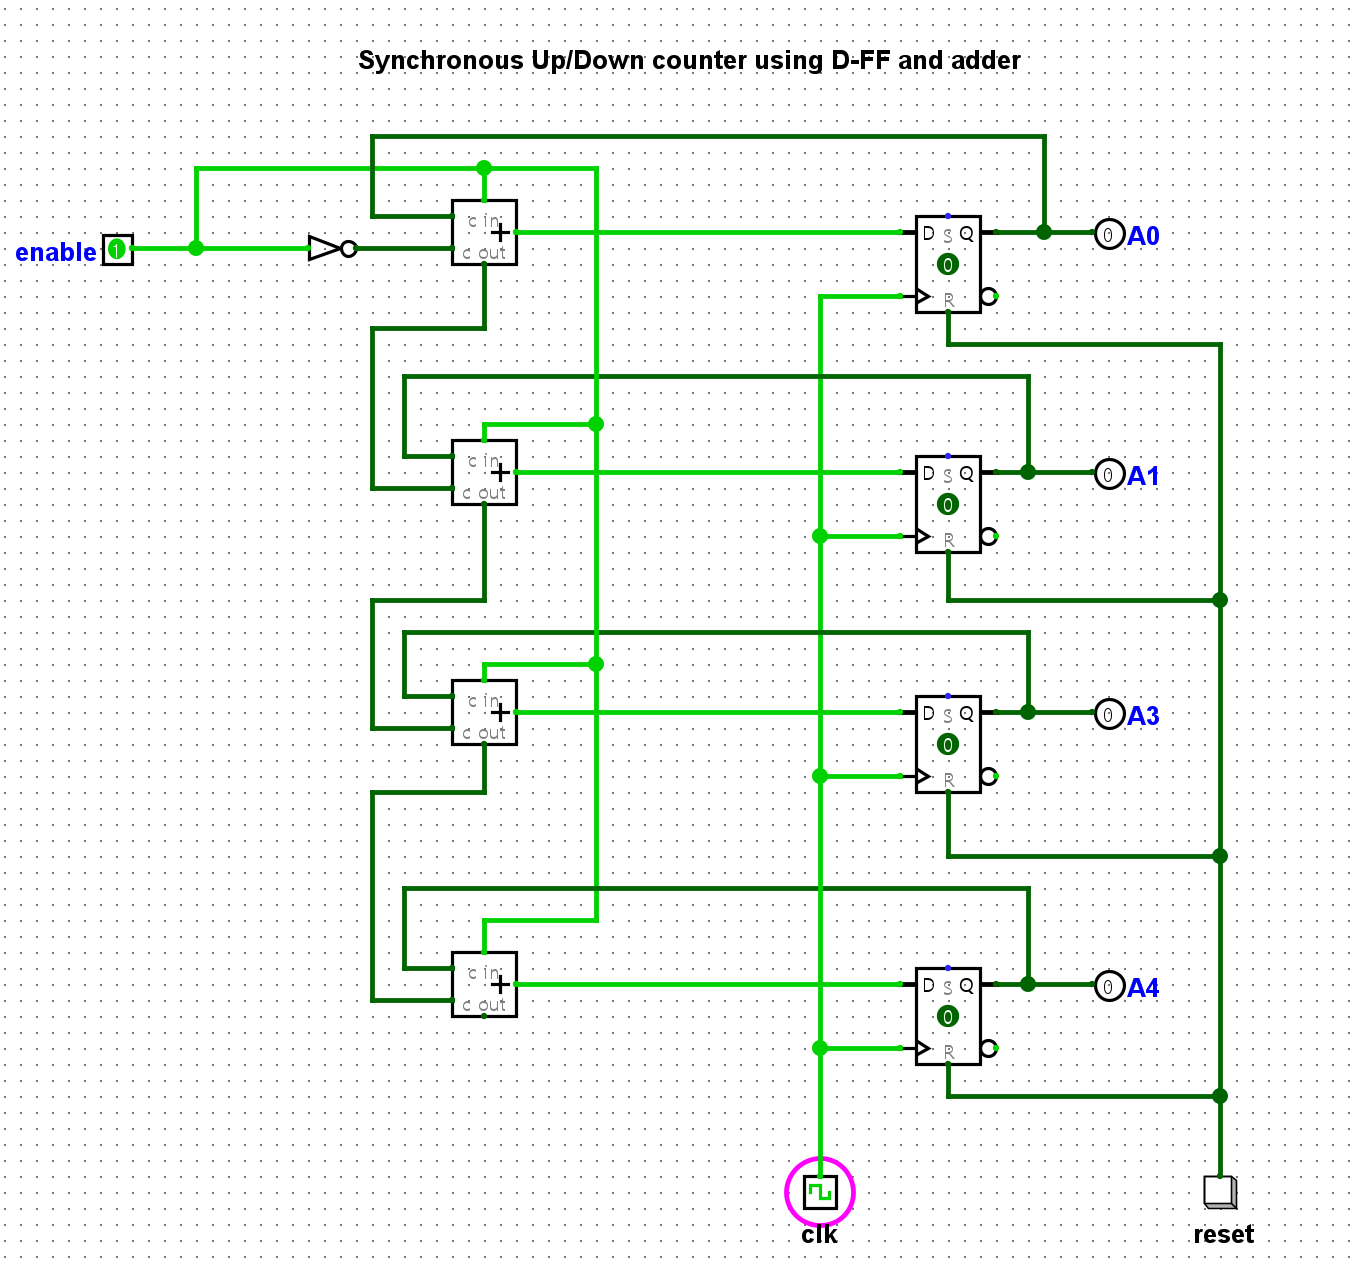 Synchronous Up/Down counter using D-FF and adder
enable 1
c in
+
c out
D S Q
0
R
0 A0
c in
+
c out
D S Q
0
R
0 A1
c in
+
c out
D S Q
0
R
0 A3
c in
+
c out
D S Q
0
R
0 A4
clk
reset